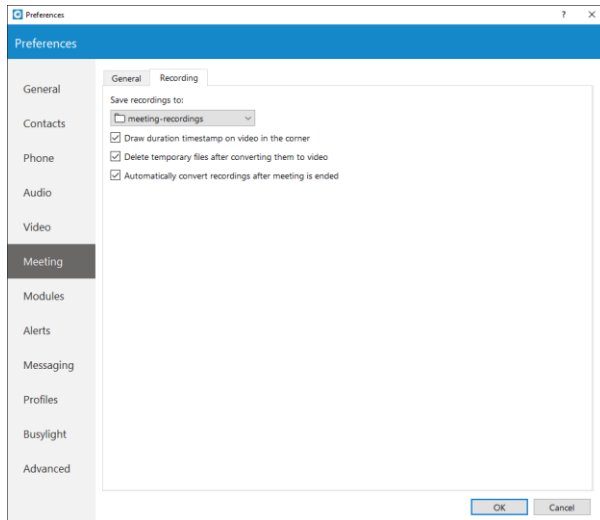 Preferences
Preferences
General
Contacts
Phone
Audio
Video
Meeting
Modules
Alerts
Messaging
Profiles
Busylight
Advanced
General Recording
Save recordings to:
meeting-recordings
Draw duration timestamp on video in the corner
Delete temporary files after converting them to video
Automatically convert recordings after meeting is ended
OK Cancel